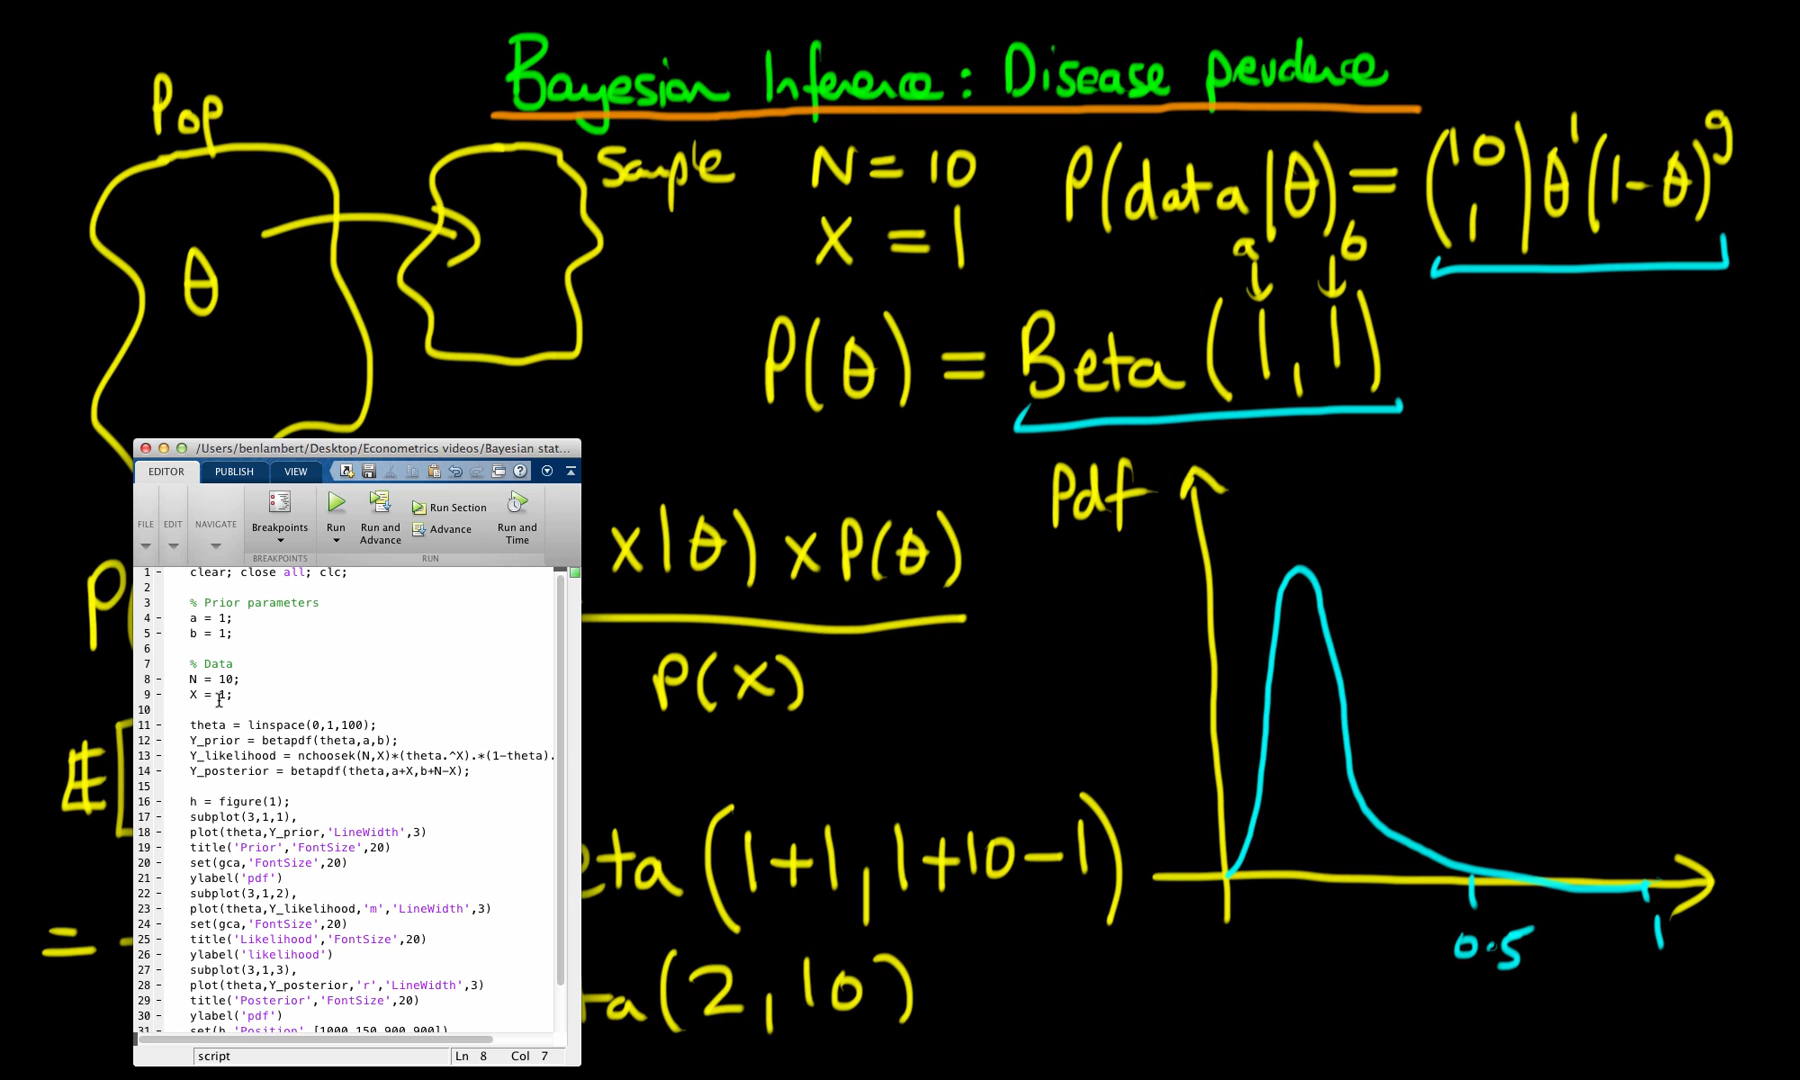 Bayesian Inference: Disease pevdence
Pop
Sample
N = 10
X = 1
P(data|θ) = (10 1) θ^1 (1-θ)^9
θ
a b
P(θ) = Beta(1, 1)
/Users/benlambert/Desktop/Econometrics videos/Bayesian stat...
EDITOR PUBLISH VIEW
FILE EDIT NAVIGATE
Breakpoints Run Run and Advance Run Section Advance Run and Time
BREAKPOINTS RUN
1 - clear; close all; clc;
2
3 % Prior parameters
4 - a = 1;
5 - b = 1;
6
7 % Data
8 - N = 10;
9 - X = 1;
10
11 - theta = linspace(0,1,100);
12 - Y_prior = betapdf(theta,a,b);
13 - Y_likelihood = nchoosek(N,X)*(theta.^X).*(1-theta).
14 - Y_posterior = betapdf(theta,a+X,b+N-X);
15
16 - h = figure(1);
17 - subplot(3,1,1),
18 - plot(theta,Y_prior,'LineWidth',3)
19 - title('Prior','FontSize',20)
20 - set(gca,'FontSize',20)
21 - ylabel('pdf')
22 - subplot(3,1,2),
23 - plot(theta,Y_likelihood,'m','LineWidth',3)
24 - set(gca,'FontSize',20)
25 - title('Likelihood','FontSize',20)
26 - ylabel('likelihood')
27 - subplot(3,1,3),
28 - plot(theta,Y_posterior,'r','LineWidth',3)
29 - title('Posterior','FontSize',20)
30 - ylabel('pdf')
31 - set(h,'Position',[1000 150 900 900])
script Ln 8 Col 7
P(
X|θ) x P(θ)
P(X)
E[
eta(1+1, 1+10-1)
=
ta(2, 10)
Pdf
0.5
1